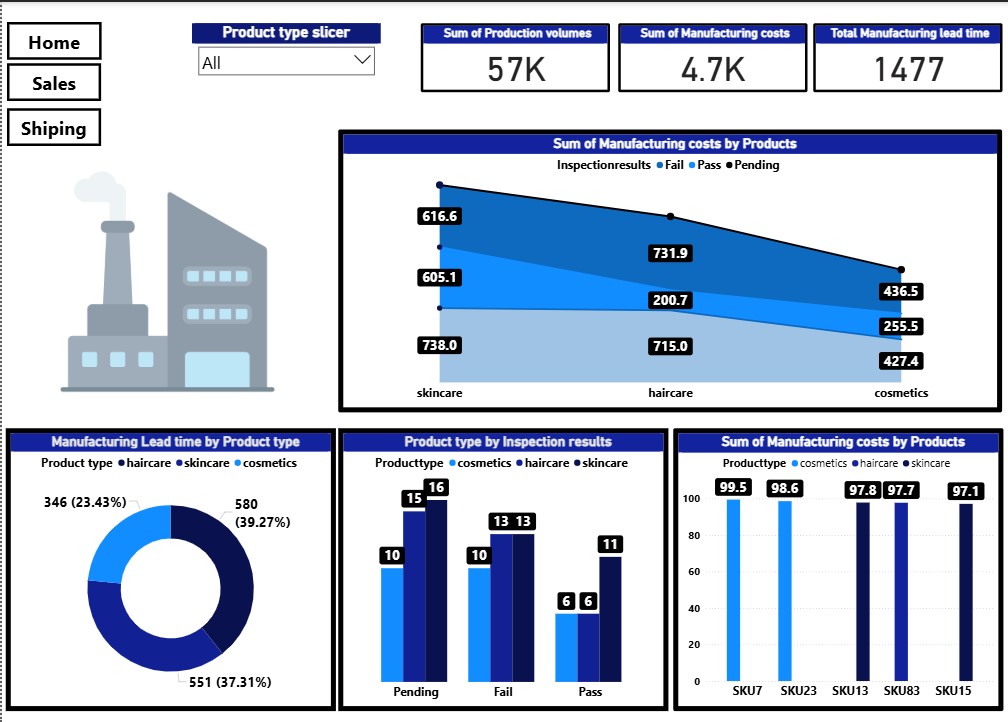 Home
Sales
Shiping
Product type slicer
All
Sum of Production volumes
57K
Sum of Manufacturing costs
4.7K
Total Manufacturing lead time
1477
Sum of Manufacturing costs by Products
Inspectionresults Fail Pass Pending
616.6
605.1
738.0
731.9
200.7
715.0
436.5
255.5
427.4
skincare haircare cosmetics
Manufacturing Lead time by Product type
Product type haircare skincare cosmetics
346 (23.43%)
580
(39.27%)
551 (37.31%)
Product type by Inspection results
Producttype cosmetics haircare skincare
10 15 16
10 13 13
6 6 11
Pending Fail Pass
Sum of Manufacturing costs by Products
Producttype cosmetics haircare skincare
99.5 98.6 97.8 97.7 97.1
100
80
60
40
20
0
SKU7 SKU23 SKU13 SKU83 SKU15